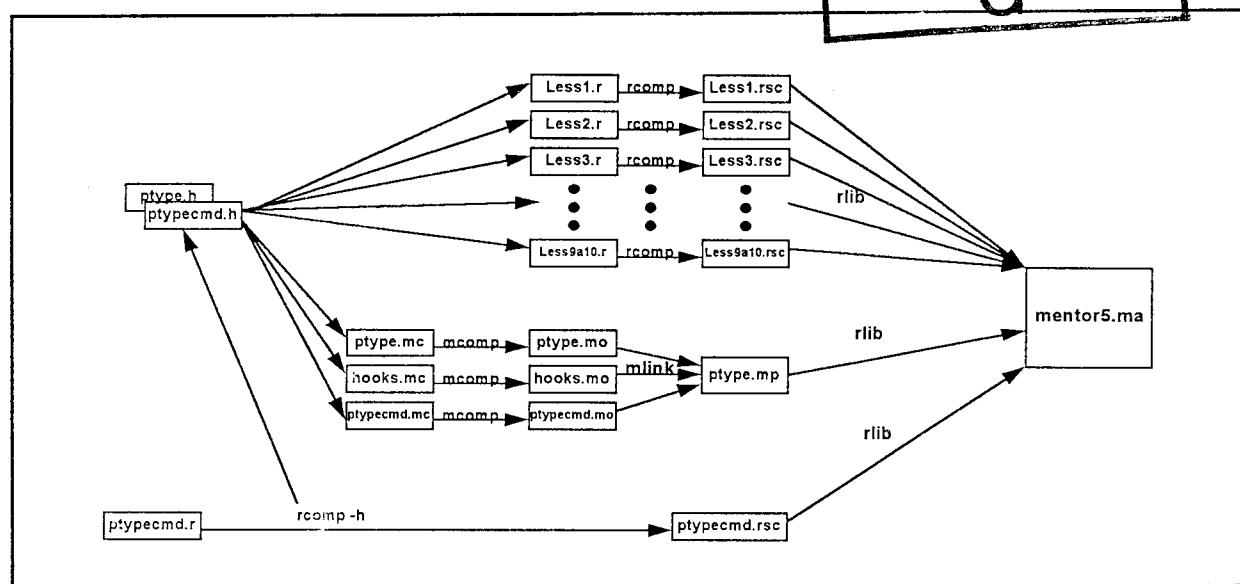 Less1.r rcomp Less1.rsc
Less2.r rcomp Less2.rsc
Less3.r rcomp Less3.rsc
ptype.h
ptypecmd.h
rlib
Less9a10.r rcomp Less9a10.rsc
mentor5.ma
ptype.mc mcomp ptype.mo
rlib
hooks.mc mcomp hooks.mo mlink ptype.mp
ptypecmd.mc mcomp ptypecmd.mo
rlib
ptypecmd.r rcomp -h ptypecmd.rsc